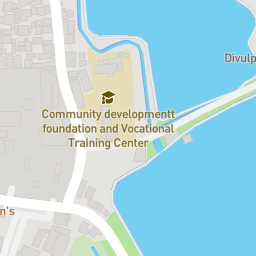 Divulp
Community developmentt
foundation and Vocational
Training Center
n's